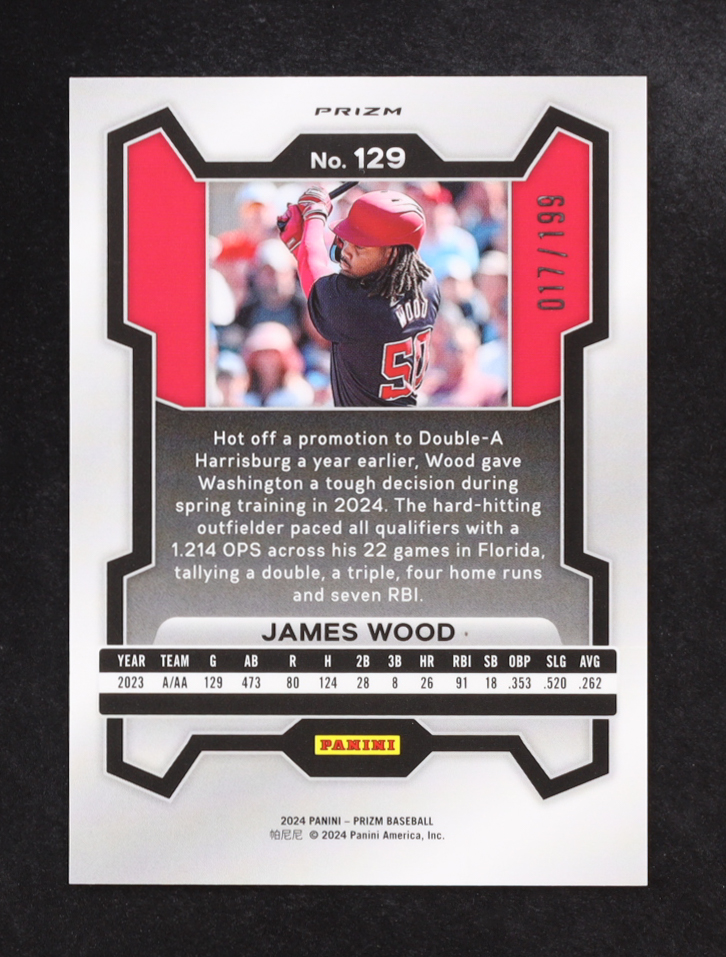 PRIZM
No. 129
017/199
WOOD
50
Hot off a promotion to Double-A
Harrisburg a year earlier, Wood gave
Washington a tough decision during
spring training in 2024. The hard-hitting
outfielder paced all qualifiers with a
1.214 OPS across his 22 games in Florida,
tallying a double, a triple, four home runs
and seven RBI.
JAMES WOOD
YEAR TEAM G AB R H 2B 3B HR RBI SB OBP SLG AVG
2023 A/AA 129 473 80 124 28 8 26 91 18 .353 .520 .262
PANINI
2024 PANINI – PRIZM BASEBALL
帕尼尼 © 2024 Panini America, Inc.